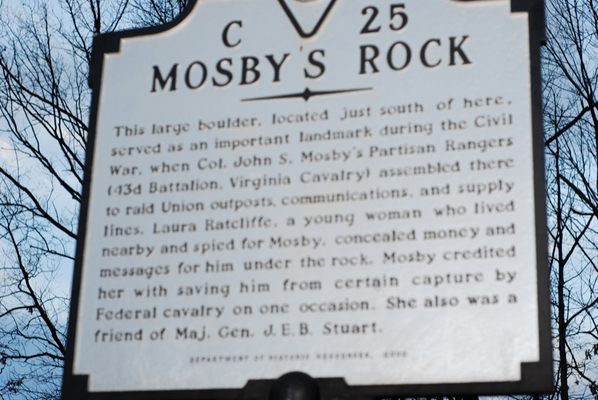 C 25
MOSBY'S ROCK
This large boulder, located just south of here,
served as an important landmark during the Civil
War, when Col. John S. Mosby's Partisan Rangers
(43d Battalion, Virginia Cavalry) assembled there
to raid Union outposts, communications, and supply
lines. Laura Ratcliffe, a young woman who lived
nearby and spied for Mosby, concealed money and
messages for him under the rock. Mosby credited
her with saving him from certain capture by
Federal cavalry on one occasion. She also was a
friend of Maj. Gen. J.E.B. Stuart.
DEPARTMENT OF HISTORIC RESOURCES, 2000